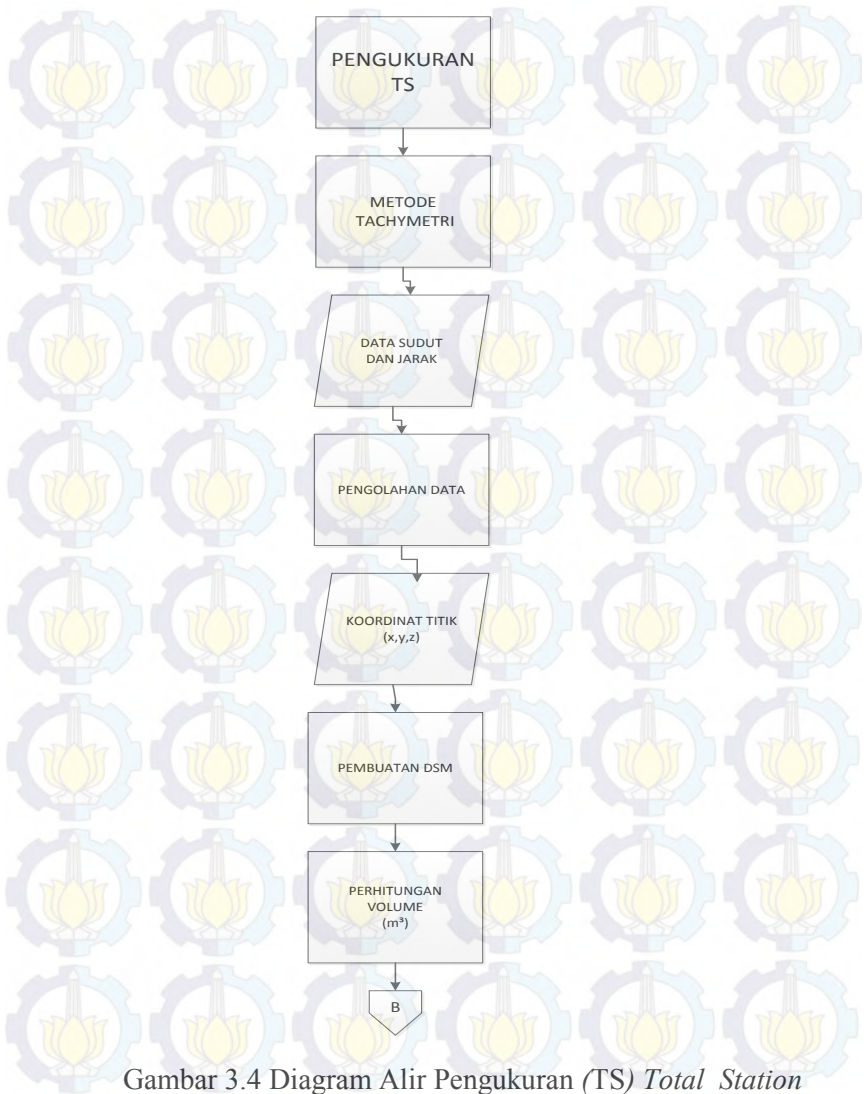 PENGUKURAN
TS
METODE
TACHYMETRI
DATA SUDUT
DAN JARAK
PENGOLAHAN DATA
KOORDINAT TITIK
(x,y,z)
PEMBUATAN DSM
PERHITUNGAN
VOLUME
(m³)
B
Gambar 3.4 Diagram Alir Pengukuran (TS) Total Station